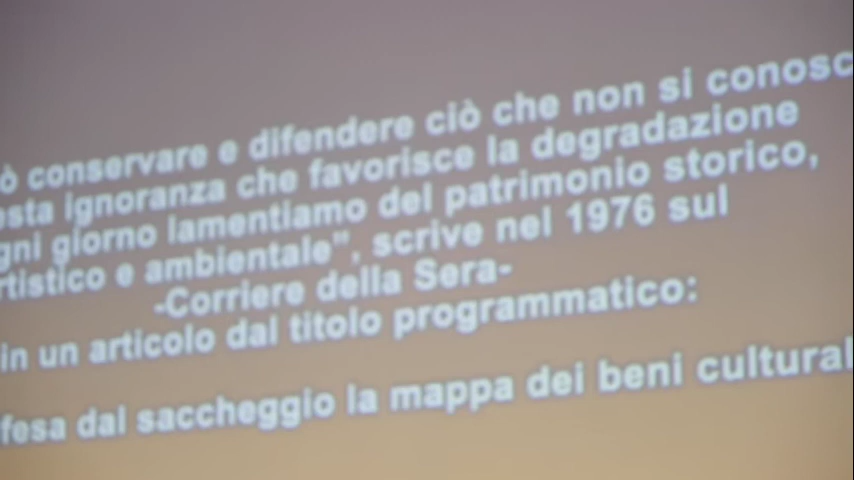 ò conservare e difendere ciò che non si conosc
esta ignoranza che favorisce la degradazione
gni giorno lamentiamo del patrimonio storico,
rtistico e ambientale", scrive nel 1976 sul
-Corriere della Sera-
in un articolo dal titolo programmatico:
fesa dal saccheggio la mappa dei beni cultural